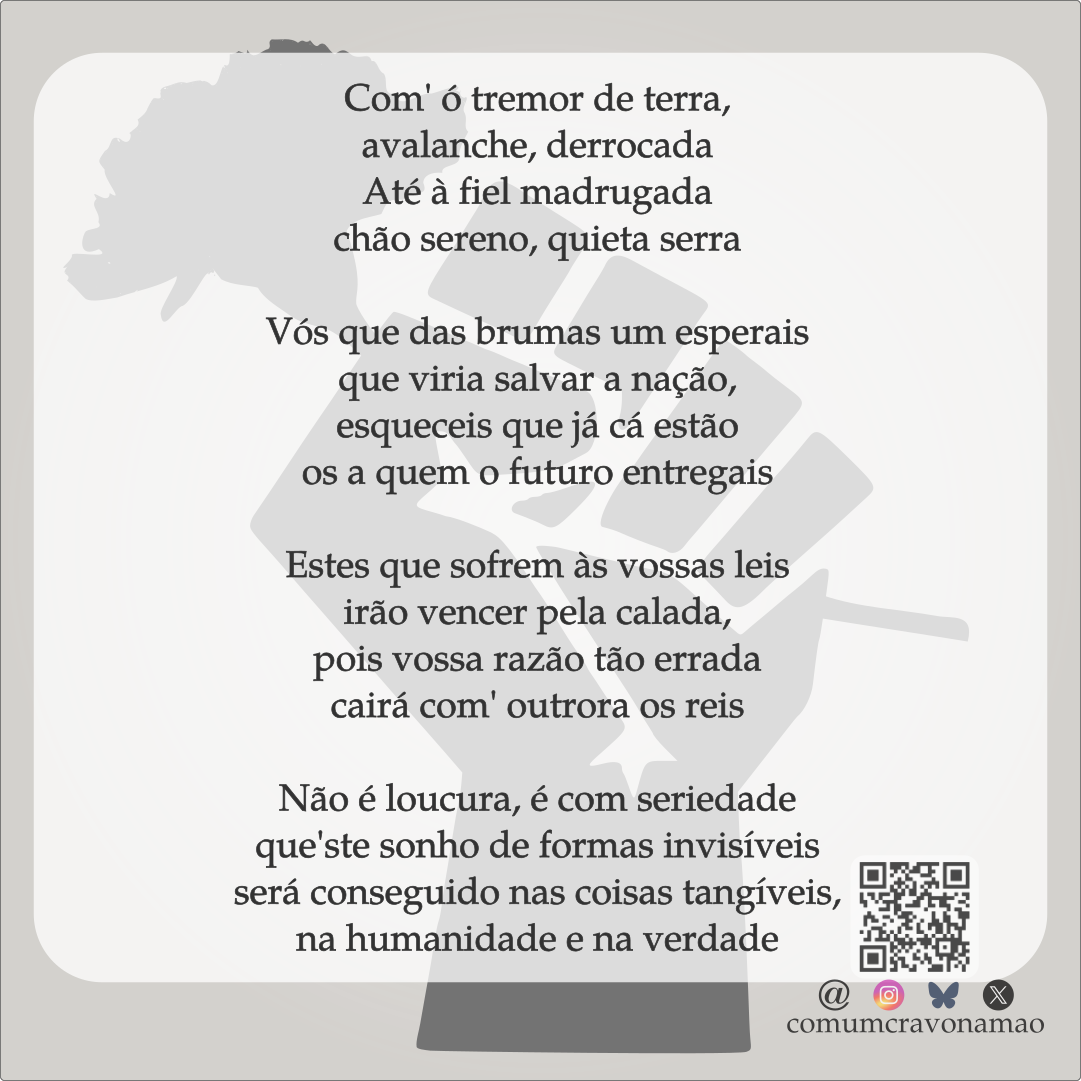 Com' ó tremor de terra,
avalanche, derrocada
Até à fiel madrugada
chão sereno, quieta serra
Vós que das brumas um esperais
que viria salvar a nação,
esqueceis que já cá estão
os a quem o futuro entregais
Estes que sofrem às vossas leis
irão vencer pela calada,
pois vossa razão tão errada
cairá com' outrora os reis
Não é loucura, é com seriedade
que'ste sonho de formas invisíveis
será conseguido nas coisas tangíveis,
na humanidade e na verdade
@
comumcravonamao